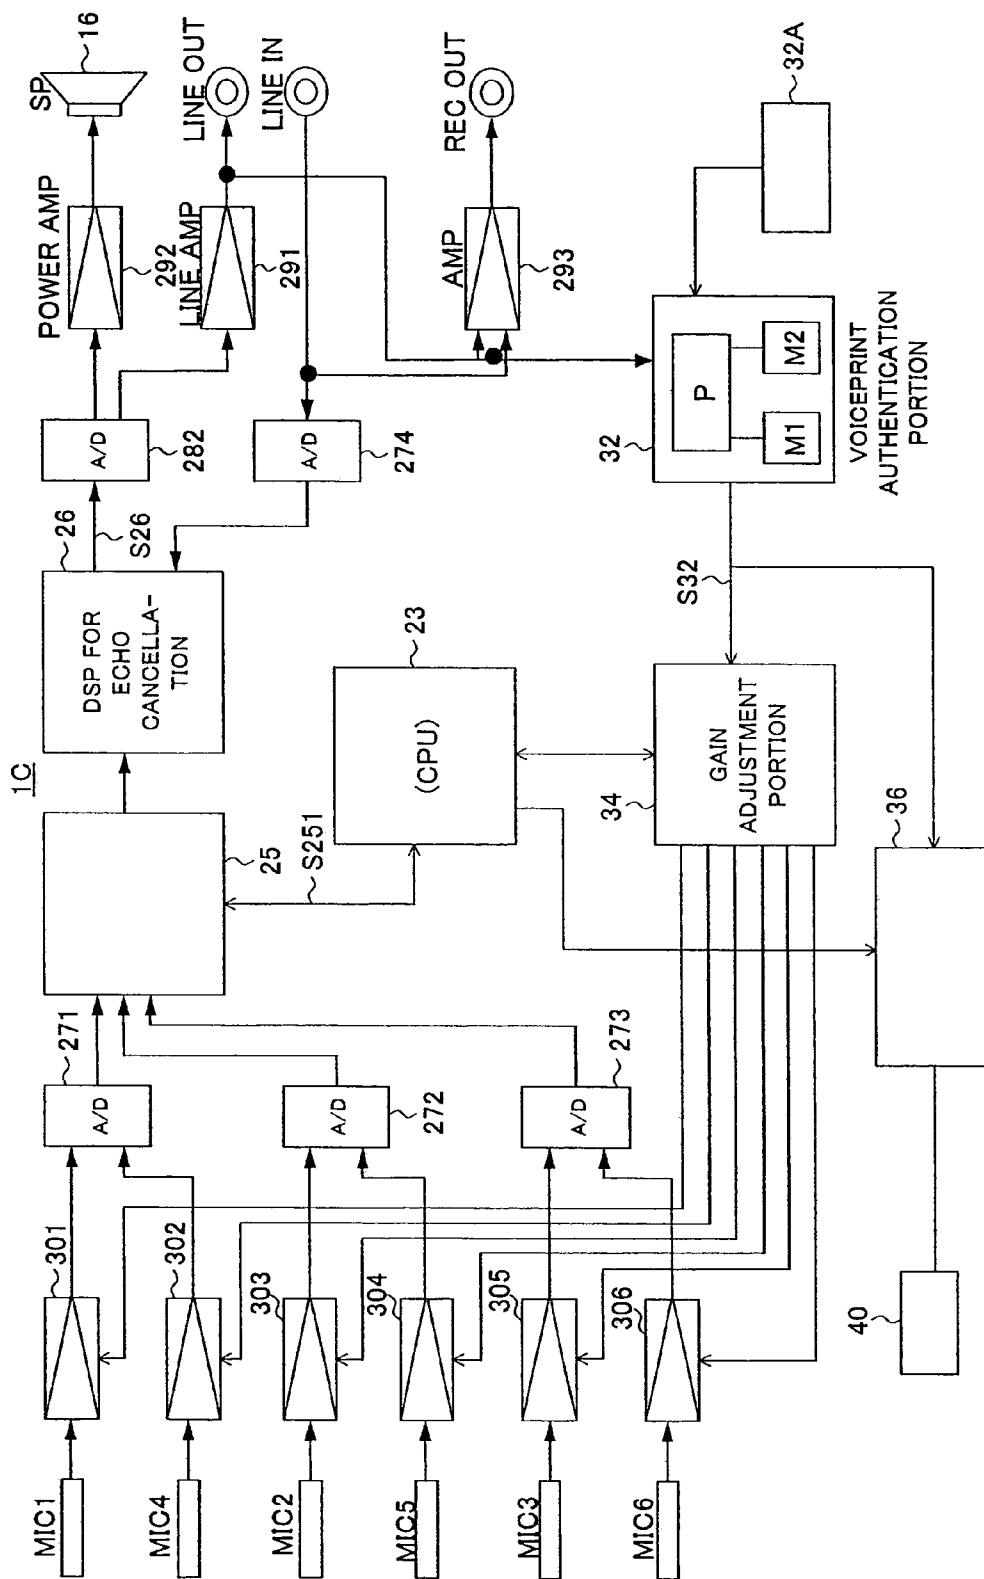 1C
MIC1
MIC4
MIC2
MIC5
MIC3
MIC6
301
302
303
304
305
306
A/D
271
A/D
272
A/D
273
25
S251
DSP FOR
ECHO
CANCELLA-
TION
26
S26
(CPU)
23
GAIN
ADJUSTMENT
PORTION
34
36
40
A/D
282
A/D
274
POWER AMP
292
LINE AMP
291
AMP
293
SP
16
LINE OUT
LINE IN
REC OUT
S32
32
P
M1
M2
VOICEPRINT
AUTHENTICATION
PORTION
32A